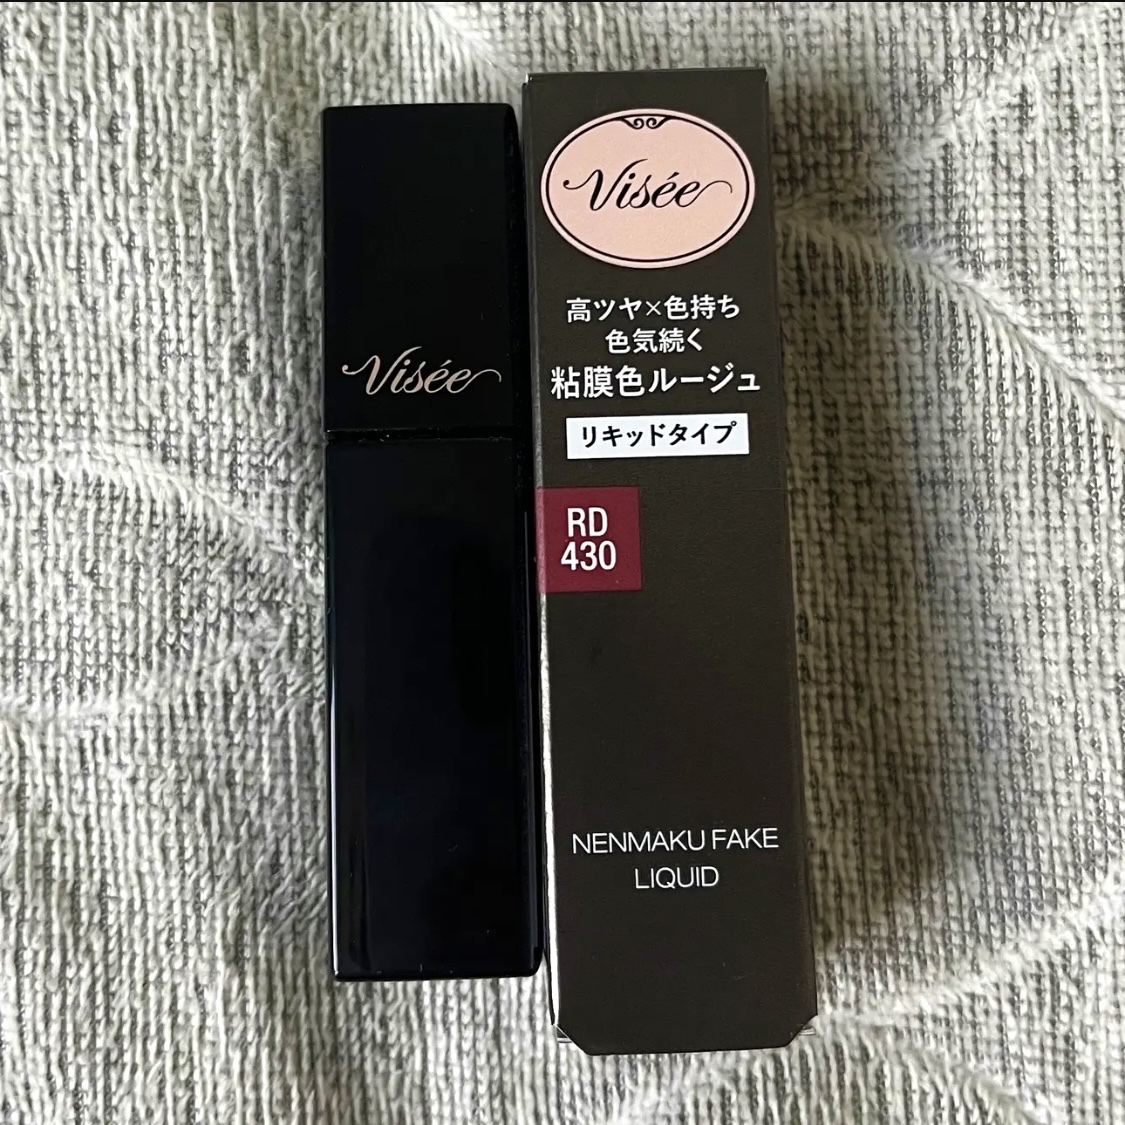 Visée
Visée
高ツヤ×色持ち
色気続く
粘膜色ルージュ
リキッドタイプ
RD
430
NENMAKU FAKE
LIQUID